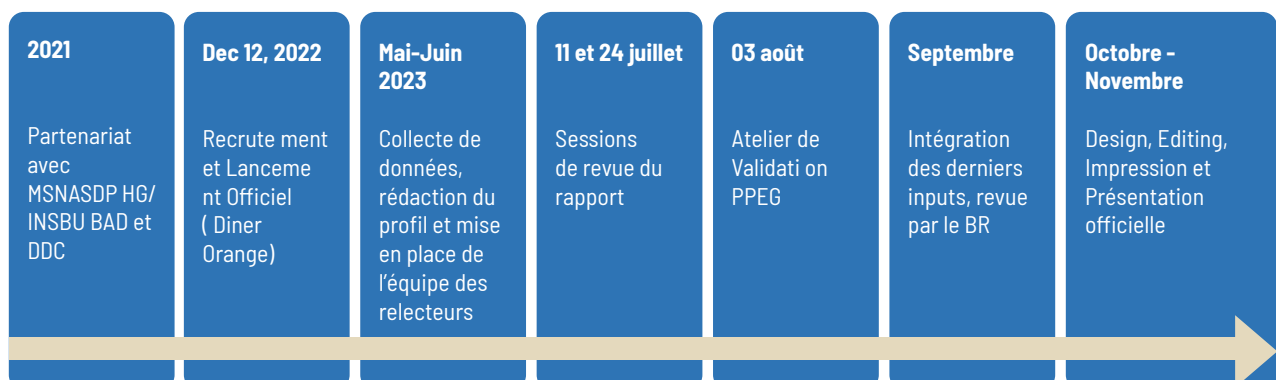 2021
Partenariat
avec
MSNASDP HG/
INSBU BAD et
DDC
Dec 12, 2022
Recrute ment
et Lanceme
nt Officiel
( Diner
Orange)
Mai-Juin
2023
Collecte de
données,
rédaction du
profil et mise
en place de
l’équipe des
relecteurs
11 et 24 juillet
Sessions
de revue du
rapport
03 août
Atelier de
Validati on
PPEG
Septembre
Intégration
des derniers
inputs, revue
par le BR
Octobre -
Novembre
Design, Editing,
Impression et
Présentation
officielle